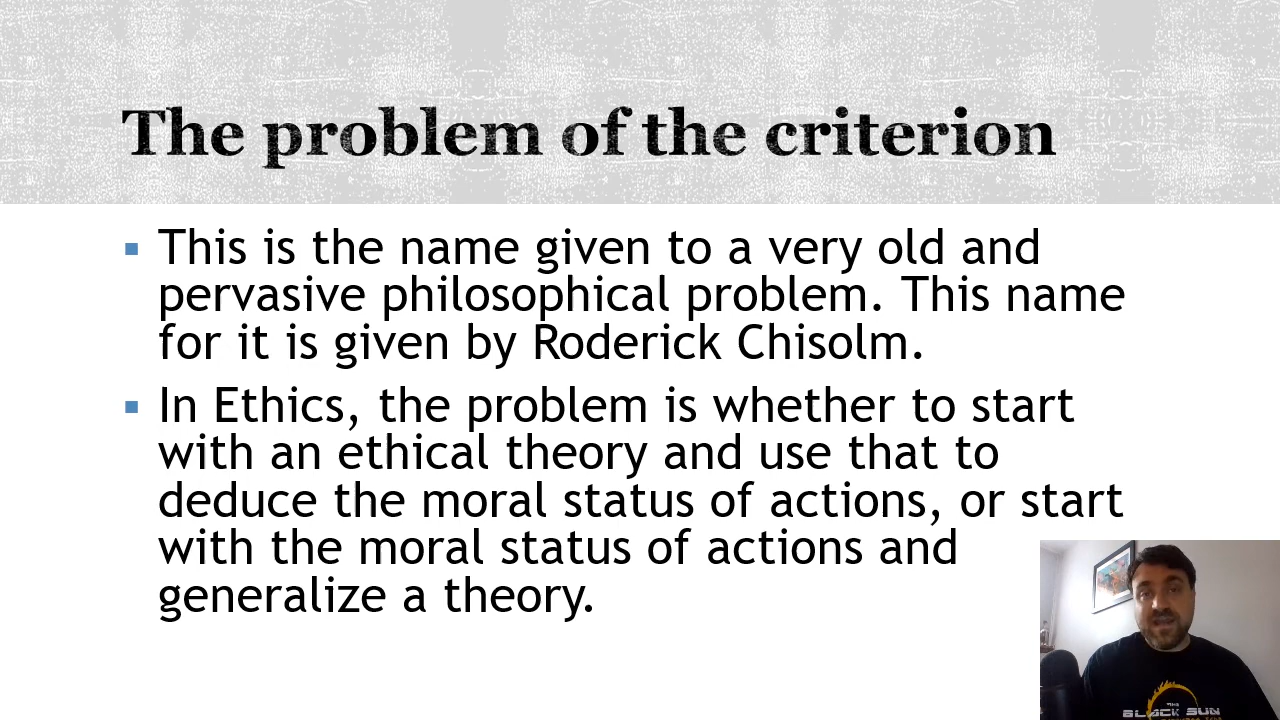 The problem of the criterion
▪ This is the name given to a very old and
pervasive philosophical problem. This name
for it is given by Roderick Chisolm.
▪ In Ethics, the problem is whether to start
with an ethical theory and use that to
deduce the moral status of actions, or start
with the moral status of actions and
generalize a theory.
THE
BLACK SUN